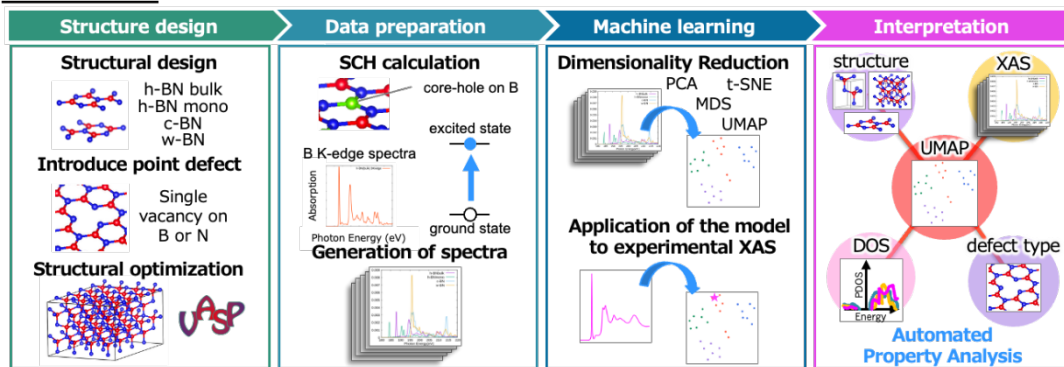 Structure design
Data preparation
Machine learning
Interpretation
Structural design
h-BN bulk
h-BN mono
c-BN
w-BN
Introduce point defect
Single
vacancy on
B or N
Structural optimization
VASP
SCH calculation
core-hole on B
excited state
B K-edge spectra
Absorption
Photon Energy (eV)
ground state
Generation of spectra
Dimensionality Reduction
PCA
t-SNE
MDS
UMAP
Application of the model
to experimental XAS
structure
XAS
UMAP
DOS
defect type
PDOS
Energy
Automated
Property Analysis